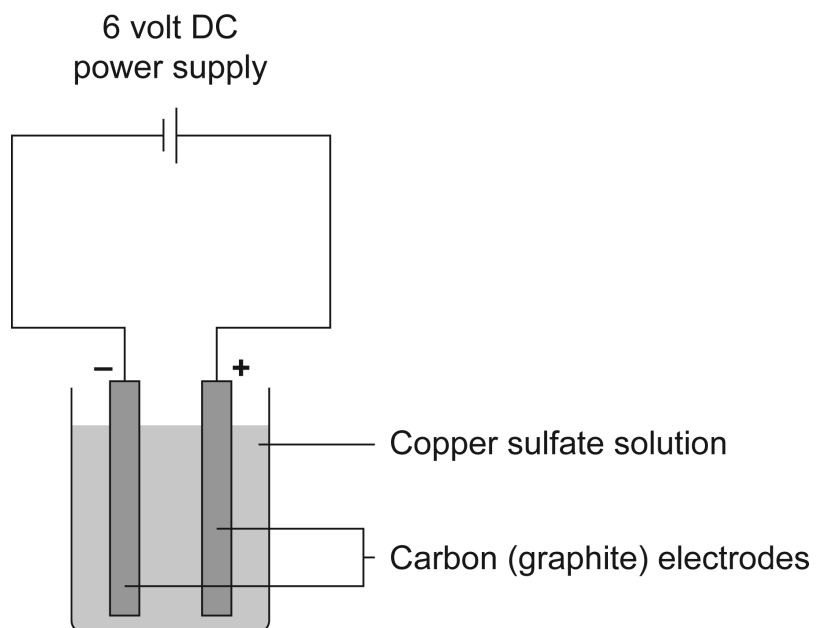 6 volt DC
power supply
– +
Copper sulfate solution
Carbon (graphite) electrodes